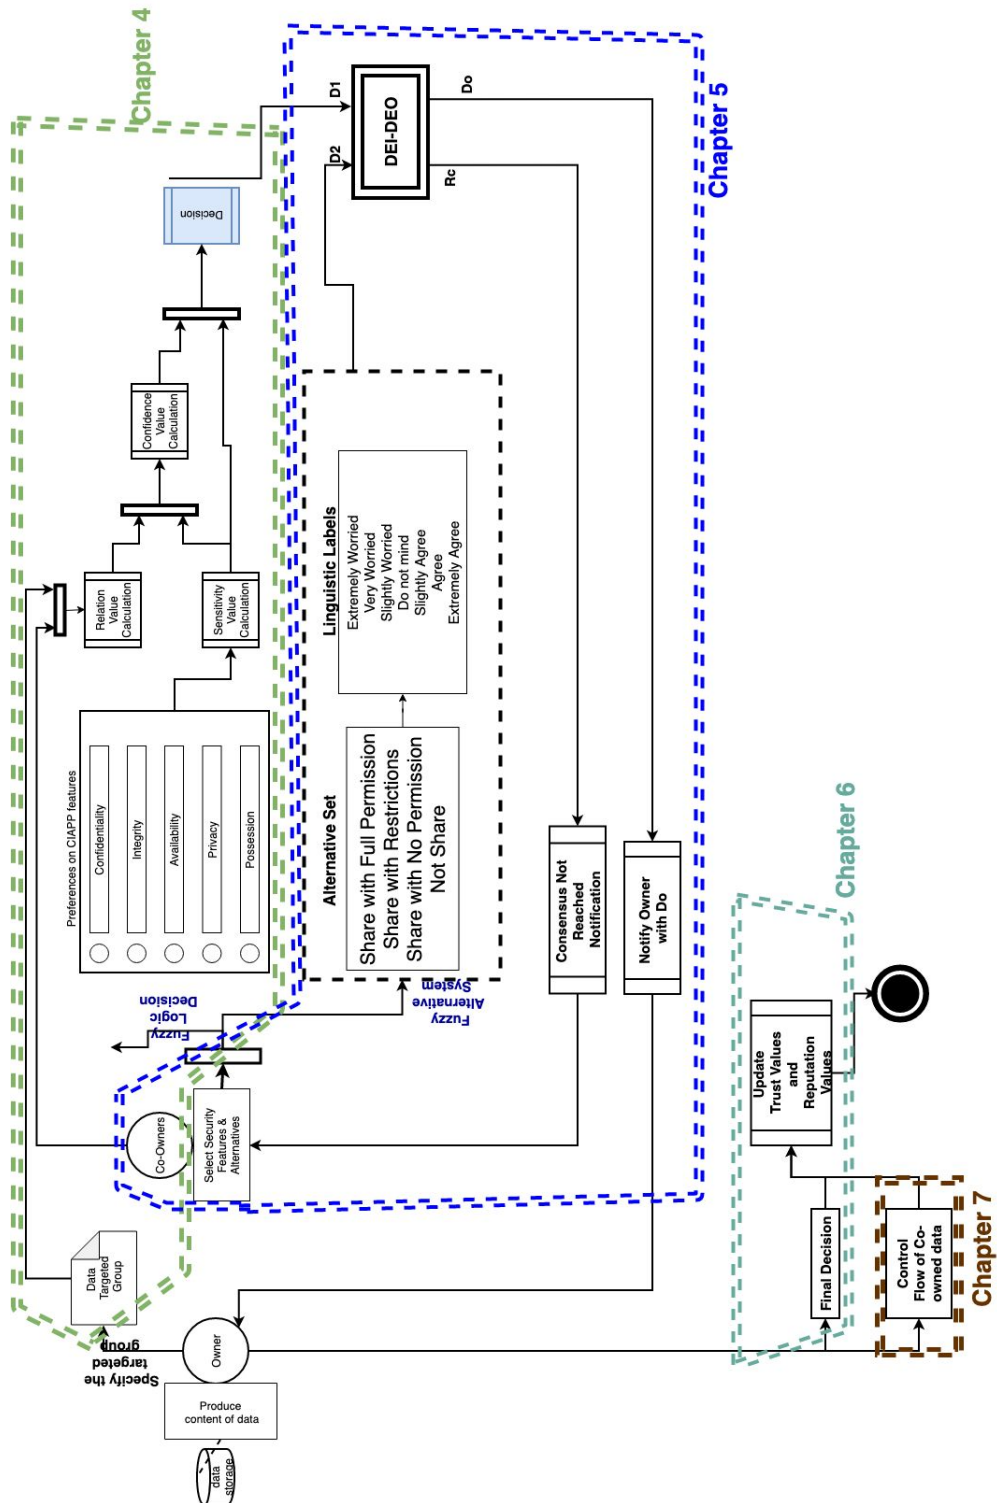 Chapter 4
Decision
Confidence
Value
Calculation
Relation
Value
Calculation
Sensitivity
Value
Calculation
Preferences on CIAPP features
Confidentiality
Integrity
Availability
Privacy
Possession
Fuzzy
Logic
Decision
Co-Owners
Select Security
Features &
Alternatives
Data
Targeted
Group
Specify the
targeted
group
Owner
Produce
content of data
data
storage
D1
D2
DEI-DEO
Do
Rc
Chapter 5
Linguistic Labels
Extremely Worried
Very Worried
Slightly Worried
Do not mind
Slightly Agree
Agree
Extremely Agree
Alternative Set
Share with Full Permission
Share with Restrictions
Share with No Permission
Not Share
Fuzzy
Alternative
System
Consensus Not
Reached
Notification
Notify Owner
with Do
Chapter 6
Update
Trust Values
and
Reputation
Values
Final Decision
Control
Flow of Co-
owned data
Chapter 7